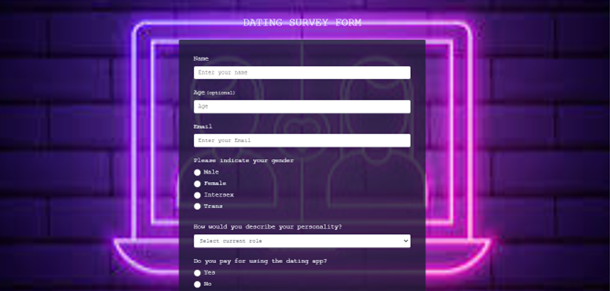 DATING SURVEY FORM
Name
Enter your name
Age (optional)
Age
Email
Enter your Email
Please indicate your gender
Male
Female
Intersex
Trans
How would you describe your personality?
Select current role
Do you pay for using the dating app?
Yes
No